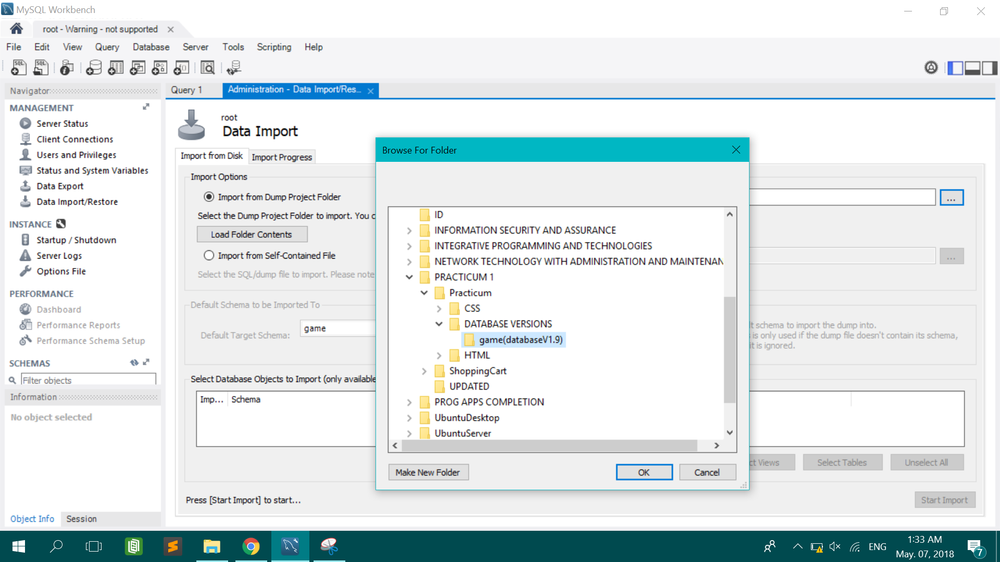 MySQL Workbench
root - Warning - not supported
File Edit View Query Database Server Tools Scripting Help
SQL SQL
Navigator
MANAGEMENT
Server Status
Client Connections
Users and Privileges
Status and System Variables
Data Export
Data Import/Restore
INSTANCE
Startup / Shutdown
Server Logs
Options File
PERFORMANCE
Dashboard
Performance Reports
Performance Schema Setup
SCHEMAS
Filter objects
Information
No object selected
Object Info Session
Query 1 Administration - Data Import/Res...
root
Data Import
Import from Disk Import Progress
Import Options
Import from Dump Project Folder
...
Select the Dump Project Folder to import. You c
Load Folder Contents
Import from Self-Contained File
...
Select the SQL/dump file to import. Please note
Default Schema to be Imported To
Default Target Schema: game
t schema to import the dump into.
is only used if the dump file doesn't contain its schema,
it is ignored.
Select Database Objects to Import (only available
Imp... Schema
ct Views Select Tables Unselect All
Press [Start Import] to start...
Start Import
Browse For Folder
ID
INFORMATION SECURITY AND ASSURANCE
INTEGRATIVE PROGRAMMING AND TECHNOLOGIES
NETWORK TECHNOLOGY WITH ADMINISTRATION AND MAINTENAN
PRACTICUM 1
Practicum
CSS
DATABASE VERSIONS
game(databaseV1.9)
HTML
ShoppingCart
UPDATED
PROG APPS COMPLETION
UbuntuDesktop
UbuntuServer
Make New Folder OK Cancel
ENG
1:33 AM
May. 07, 2018
7